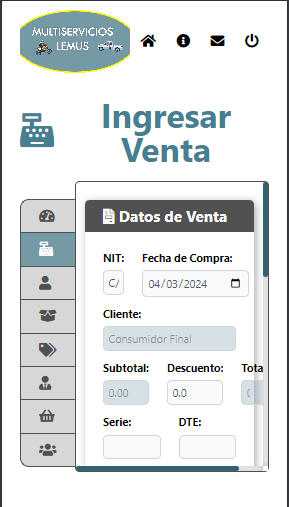 MULTISERVICIOS
LEMUS
Ingresar
Venta
Datos de Venta
NIT: Fecha de Compra:
C/ 04/03/2024
Cliente:
Consumidor Final
Subtotal: Descuento: Tota
0.00 0.0
Serie: DTE: